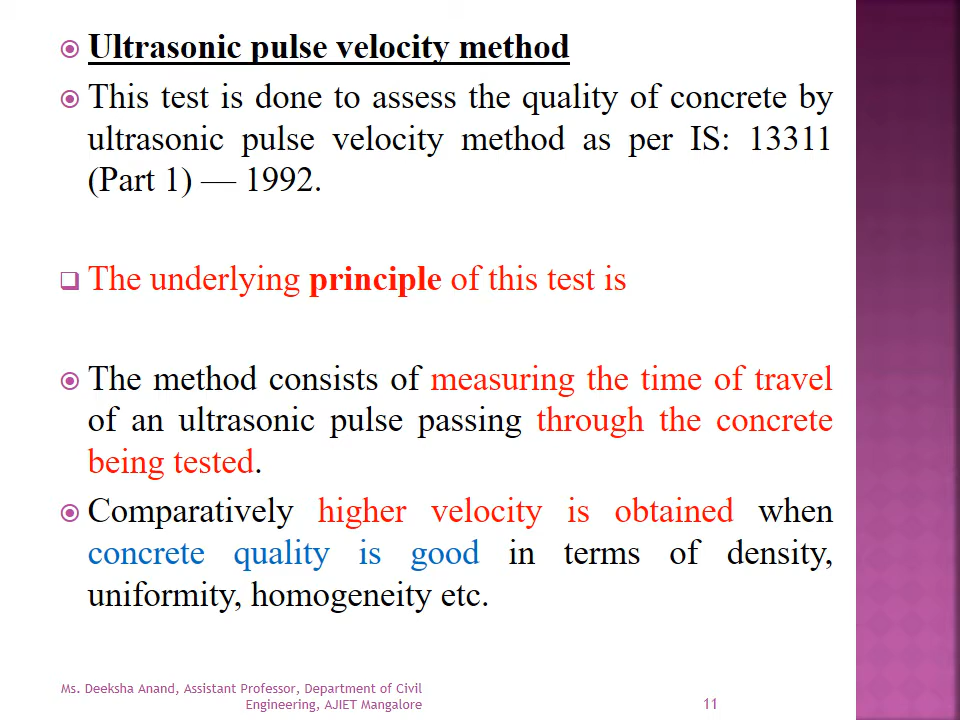 Ultrasonic pulse velocity method
This test is done to assess the quality of concrete by
ultrasonic pulse velocity method as per IS: 13311
(Part 1) — 1992.
The underlying principle of this test is
The method consists of measuring the time of travel
of an ultrasonic pulse passing through the concrete
being tested.
Comparatively higher velocity is obtained when
concrete quality is good in terms of density,
uniformity, homogeneity etc.
Ms. Deeksha Anand, Assistant Professor, Department of Civil
Engineering, AJIET Mangalore
11